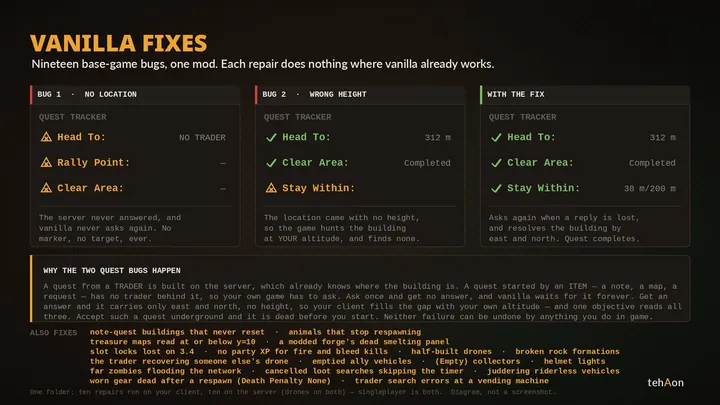 VANILLA FIXES
Nineteen base-game bugs, one mod. Each repair does nothing where vanilla already works.
BUG 1 · NO LOCATION
QUEST TRACKER
Head To: NO TRADER
Rally Point: —
Clear Area: —
The server never answered, and
vanilla never asks again. No
marker, no target, ever.
BUG 2 · WRONG HEIGHT
QUEST TRACKER
Head To: 312 m
Clear Area: Completed
Stay Within:
The location came with no height,
so the game hunts the building
at YOUR altitude, and finds none.
WITH THE FIX
QUEST TRACKER
Head To: 312 m
Clear Area: Completed
Stay Within: 38 m/200 m
Asks again when a reply is lost,
and resolves the building by
east and north. Quest completes.
WHY THE TWO QUEST BUGS HAPPEN
A quest from a TRADER is built on the server, which already knows where the building is. A quest started by an ITEM — a note, a map, a
request — has no trader behind it, so your own game has to ask. Ask once and get no answer, and vanilla waits for it forever. Get an
answer and it carries only east and north, no height, so your client fills the gap with your own altitude — and one objective reads all
three. Accept such a quest underground and it is dead before you start. Neither failure can be undone by anything you do in game.
ALSO FIXES
note-quest buildings that never reset · animals that stop respawning
treasure maps read at or below y=10 · a modded forge's dead smelting panel
slot locks lost on 3.4 · no party XP for fire and bleed kills · half-built drones · broken rock formations
the trader recovering someone else's drone · emptied ally vehicles · (Empty) collectors · helmet lights
far zombies flooding the network · cancelled loot searches skipping the timer · juddering riderless vehicles
worn gear dead after a respawn (Death Penalty None) · trader search errors at a vending machine
One folder: ten repairs run on your client, ten on the server (drones on both) — singleplayer is both. Diagram, not a screenshot.
tehAon